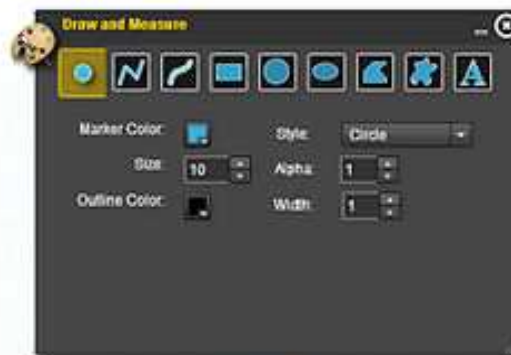 Draw and Measure
A
Marker Color: Style: Circle
Size: 10 Alpha: 1
Outline Color: Width: 1